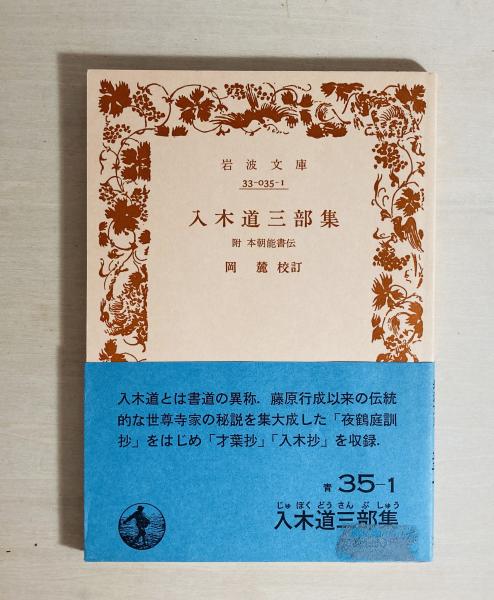 岩波文庫
33-035-1
入木道三部集
附 本朝能書伝
岡 麓 校訂
入木道とは書道の異称．藤原行成以来の伝統
的な世尊寺家の秘説を集大成した「夜鶴庭訓
抄」をはじめ「才葉抄」「入木抄」を収録．
青 35-1
じゅ ぼく どう さん ぶ しゅう
入木道三部集